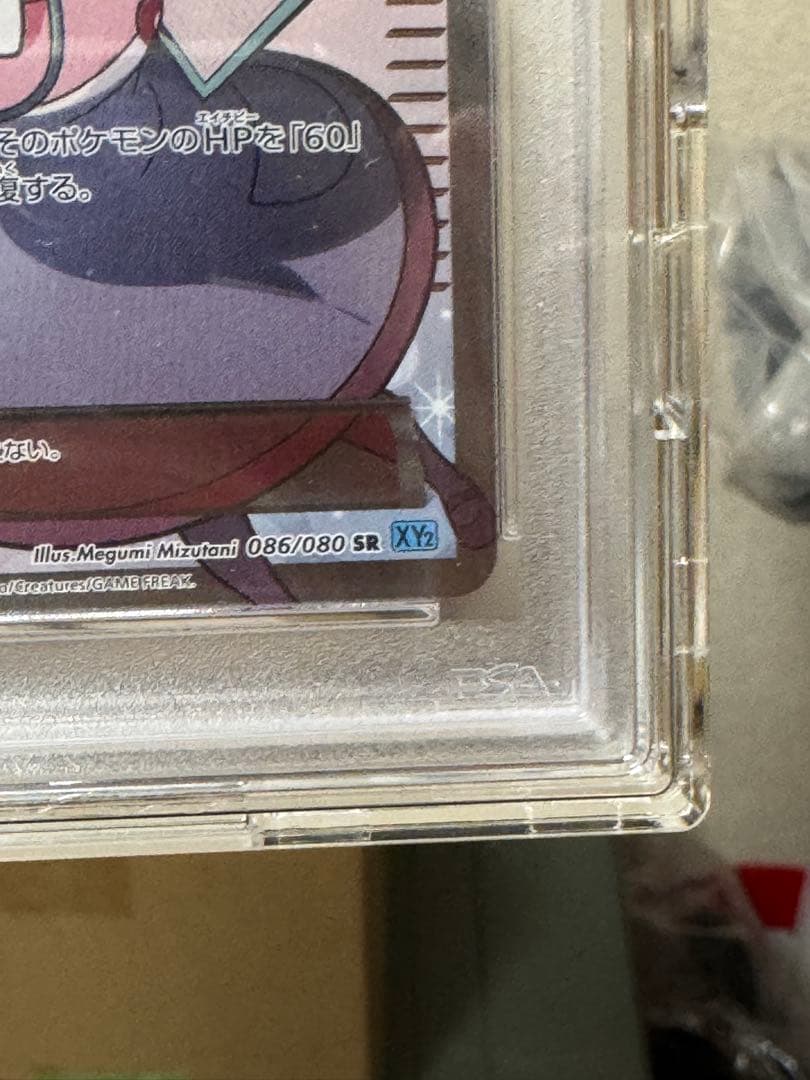 エイチピー
そのポケモンのHPを「60」
く
復する。
ない。
Illus.Megumi Mizutani 086/080 SR XY2
/Creatures/GAME FREAK.
PSA